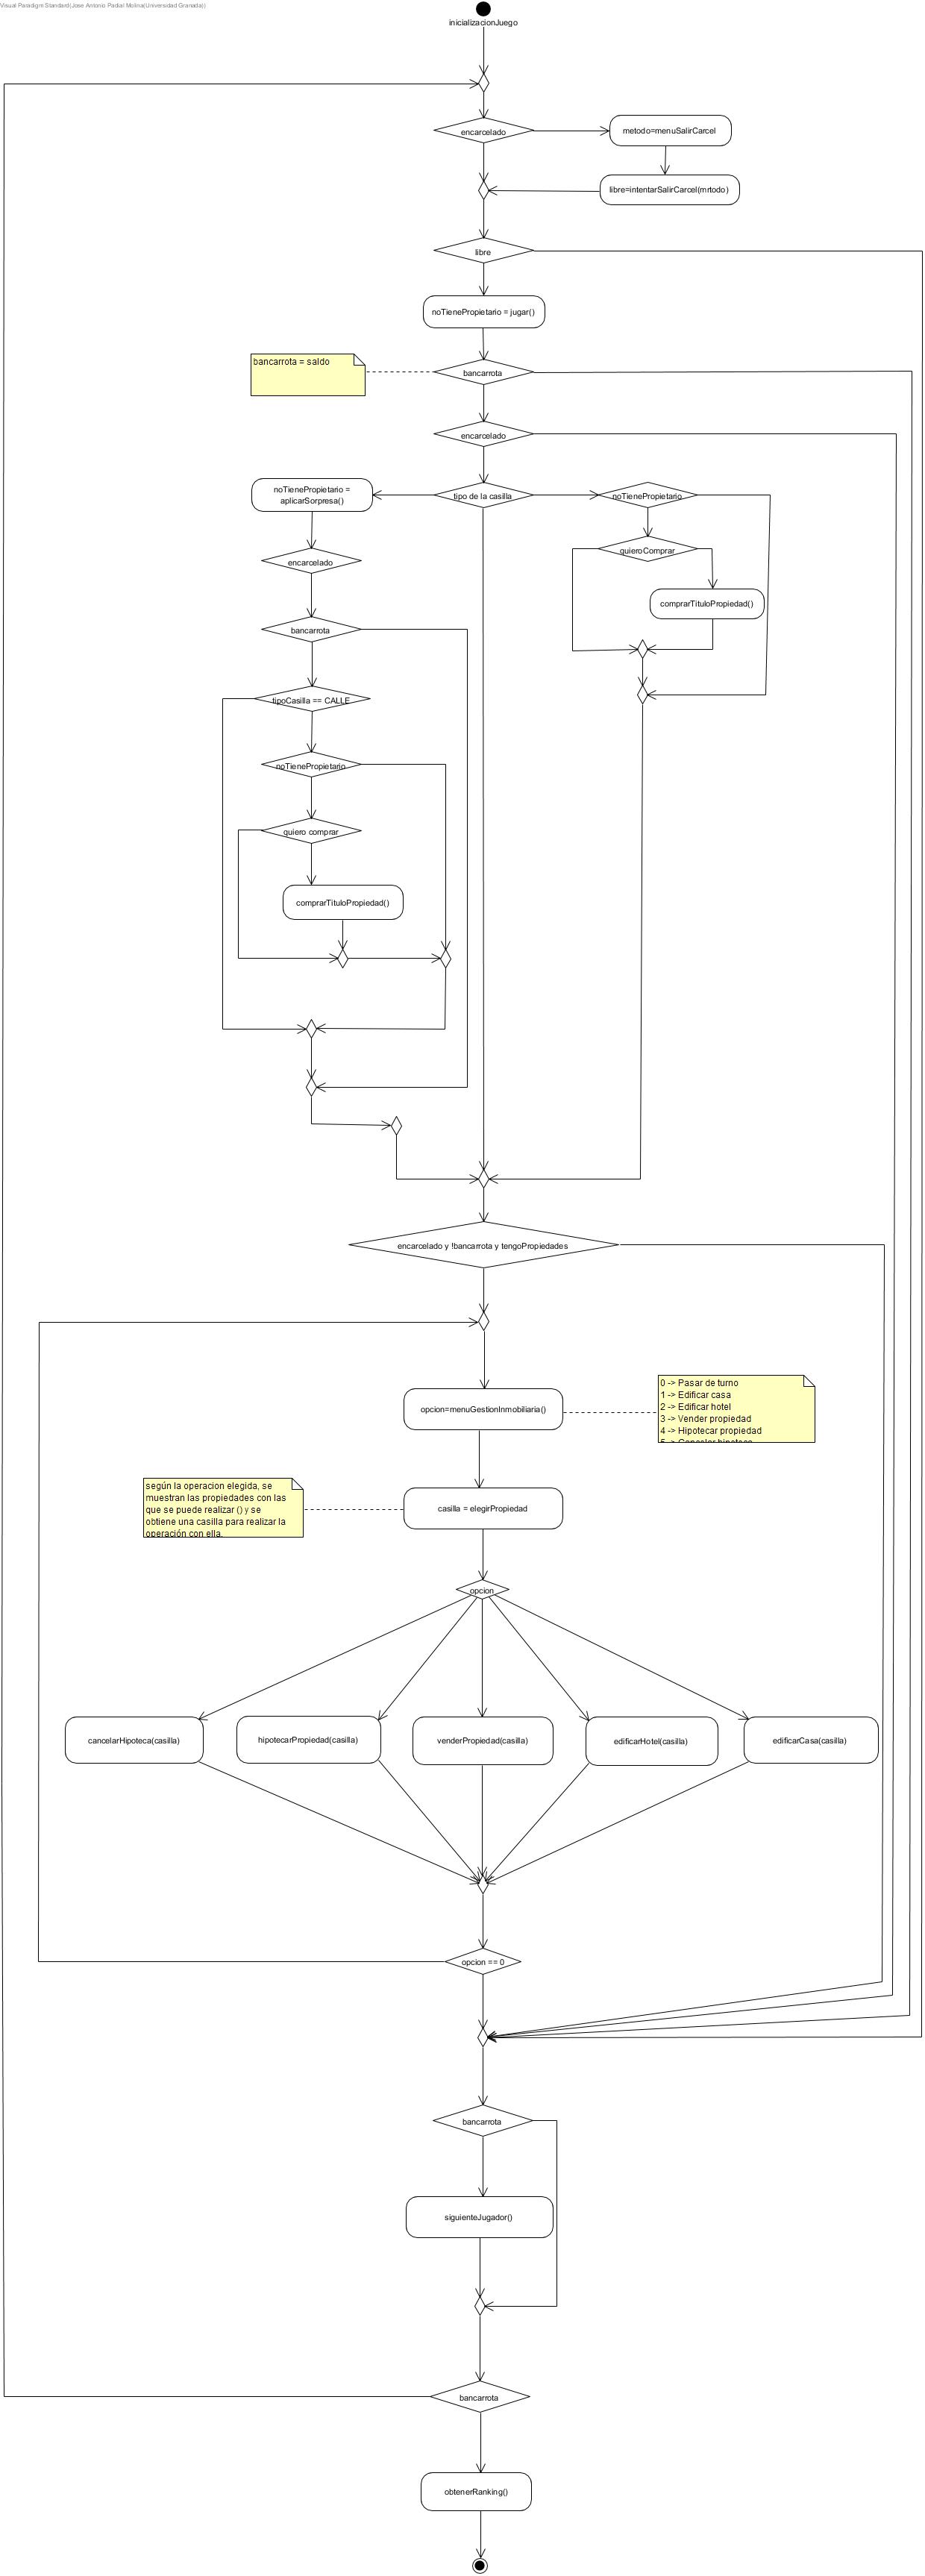 Visual Paradigm Standard(Jose Antonio Padial Molina(Universidad Granada))
inicializacionJuego
encarcelado
metodo=menuSalirCarcel
libre=intentarSalirCarcel(mrtodo)
libre
noTienePropietario = jugar()
bancarrota = saldo
bancarrota
encarcelado
noTienePropietario =
aplicarSorpresa()
tipo de la casilla
noTienePropietario
quieroComprar
encarcelado
comprarTituloPropiedad()
bancarrota
tipoCasilla == CALLE
noTienePropietario
quiero comprar
comprarTituloPropiedad()
encarcelado y !bancarrota y tengoPropiedades
0 -> Pasar de turno
1 -> Edificar casa
2 -> Edificar hotel
3 -> Vender propiedad
4 -> Hipotecar propiedad
5 -> Cancelar hipoteca
opcion=menuGestionInmobiliaria()
según la operacion elegida, se
muestran las propiedades con las
que se puede realizar () y se
obtiene una casilla para realizar la
operación con ella.
casilla = elegirPropiedad
opcion
cancelarHipoteca(casilla)
hipotecarPropiedad(casilla)
venderPropiedad(casilla)
edificarHotel(casilla)
edificarCasa(casilla)
opcion == 0
bancarrota
siguienteJugador()
bancarrota
obtenerRanking()